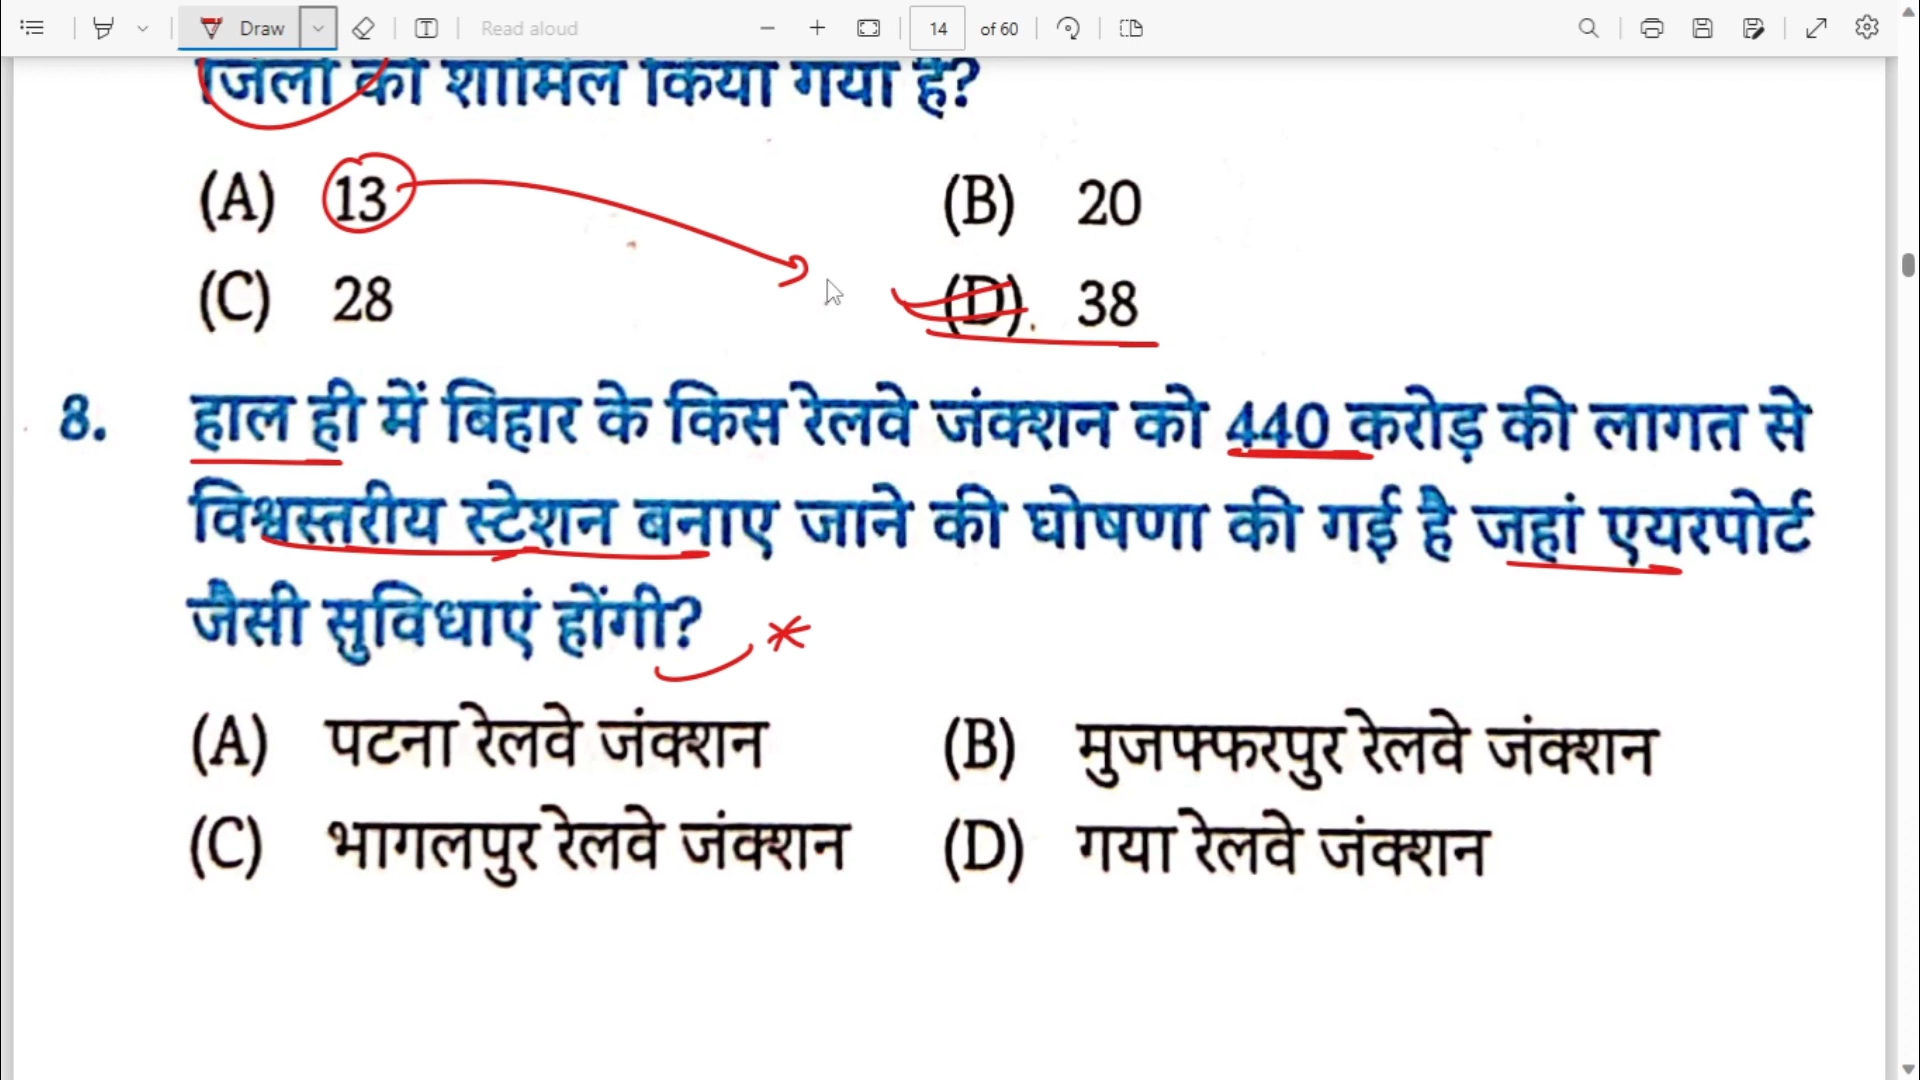 Draw Read aloud 14 of 60
जिलों को शामिल किया गया है?
(A) 13 (B) 20
(C) 28 (D) 38
8. हाल ही में बिहार के किस रेलवे जंक्शन को 440 करोड़ की लागत से
विश्वस्तरीय स्टेशन बनाए जाने की घोषणा की गई है जहां एयरपोर्ट
जैसी सुविधाएं होंगी?
(A) पटना रेलवे जंक्शन (B) मुजफ्फरपुर रेलवे जंक्शन
(C) भागलपुर रेलवे जंक्शन (D) गया रेलवे जंक्शन